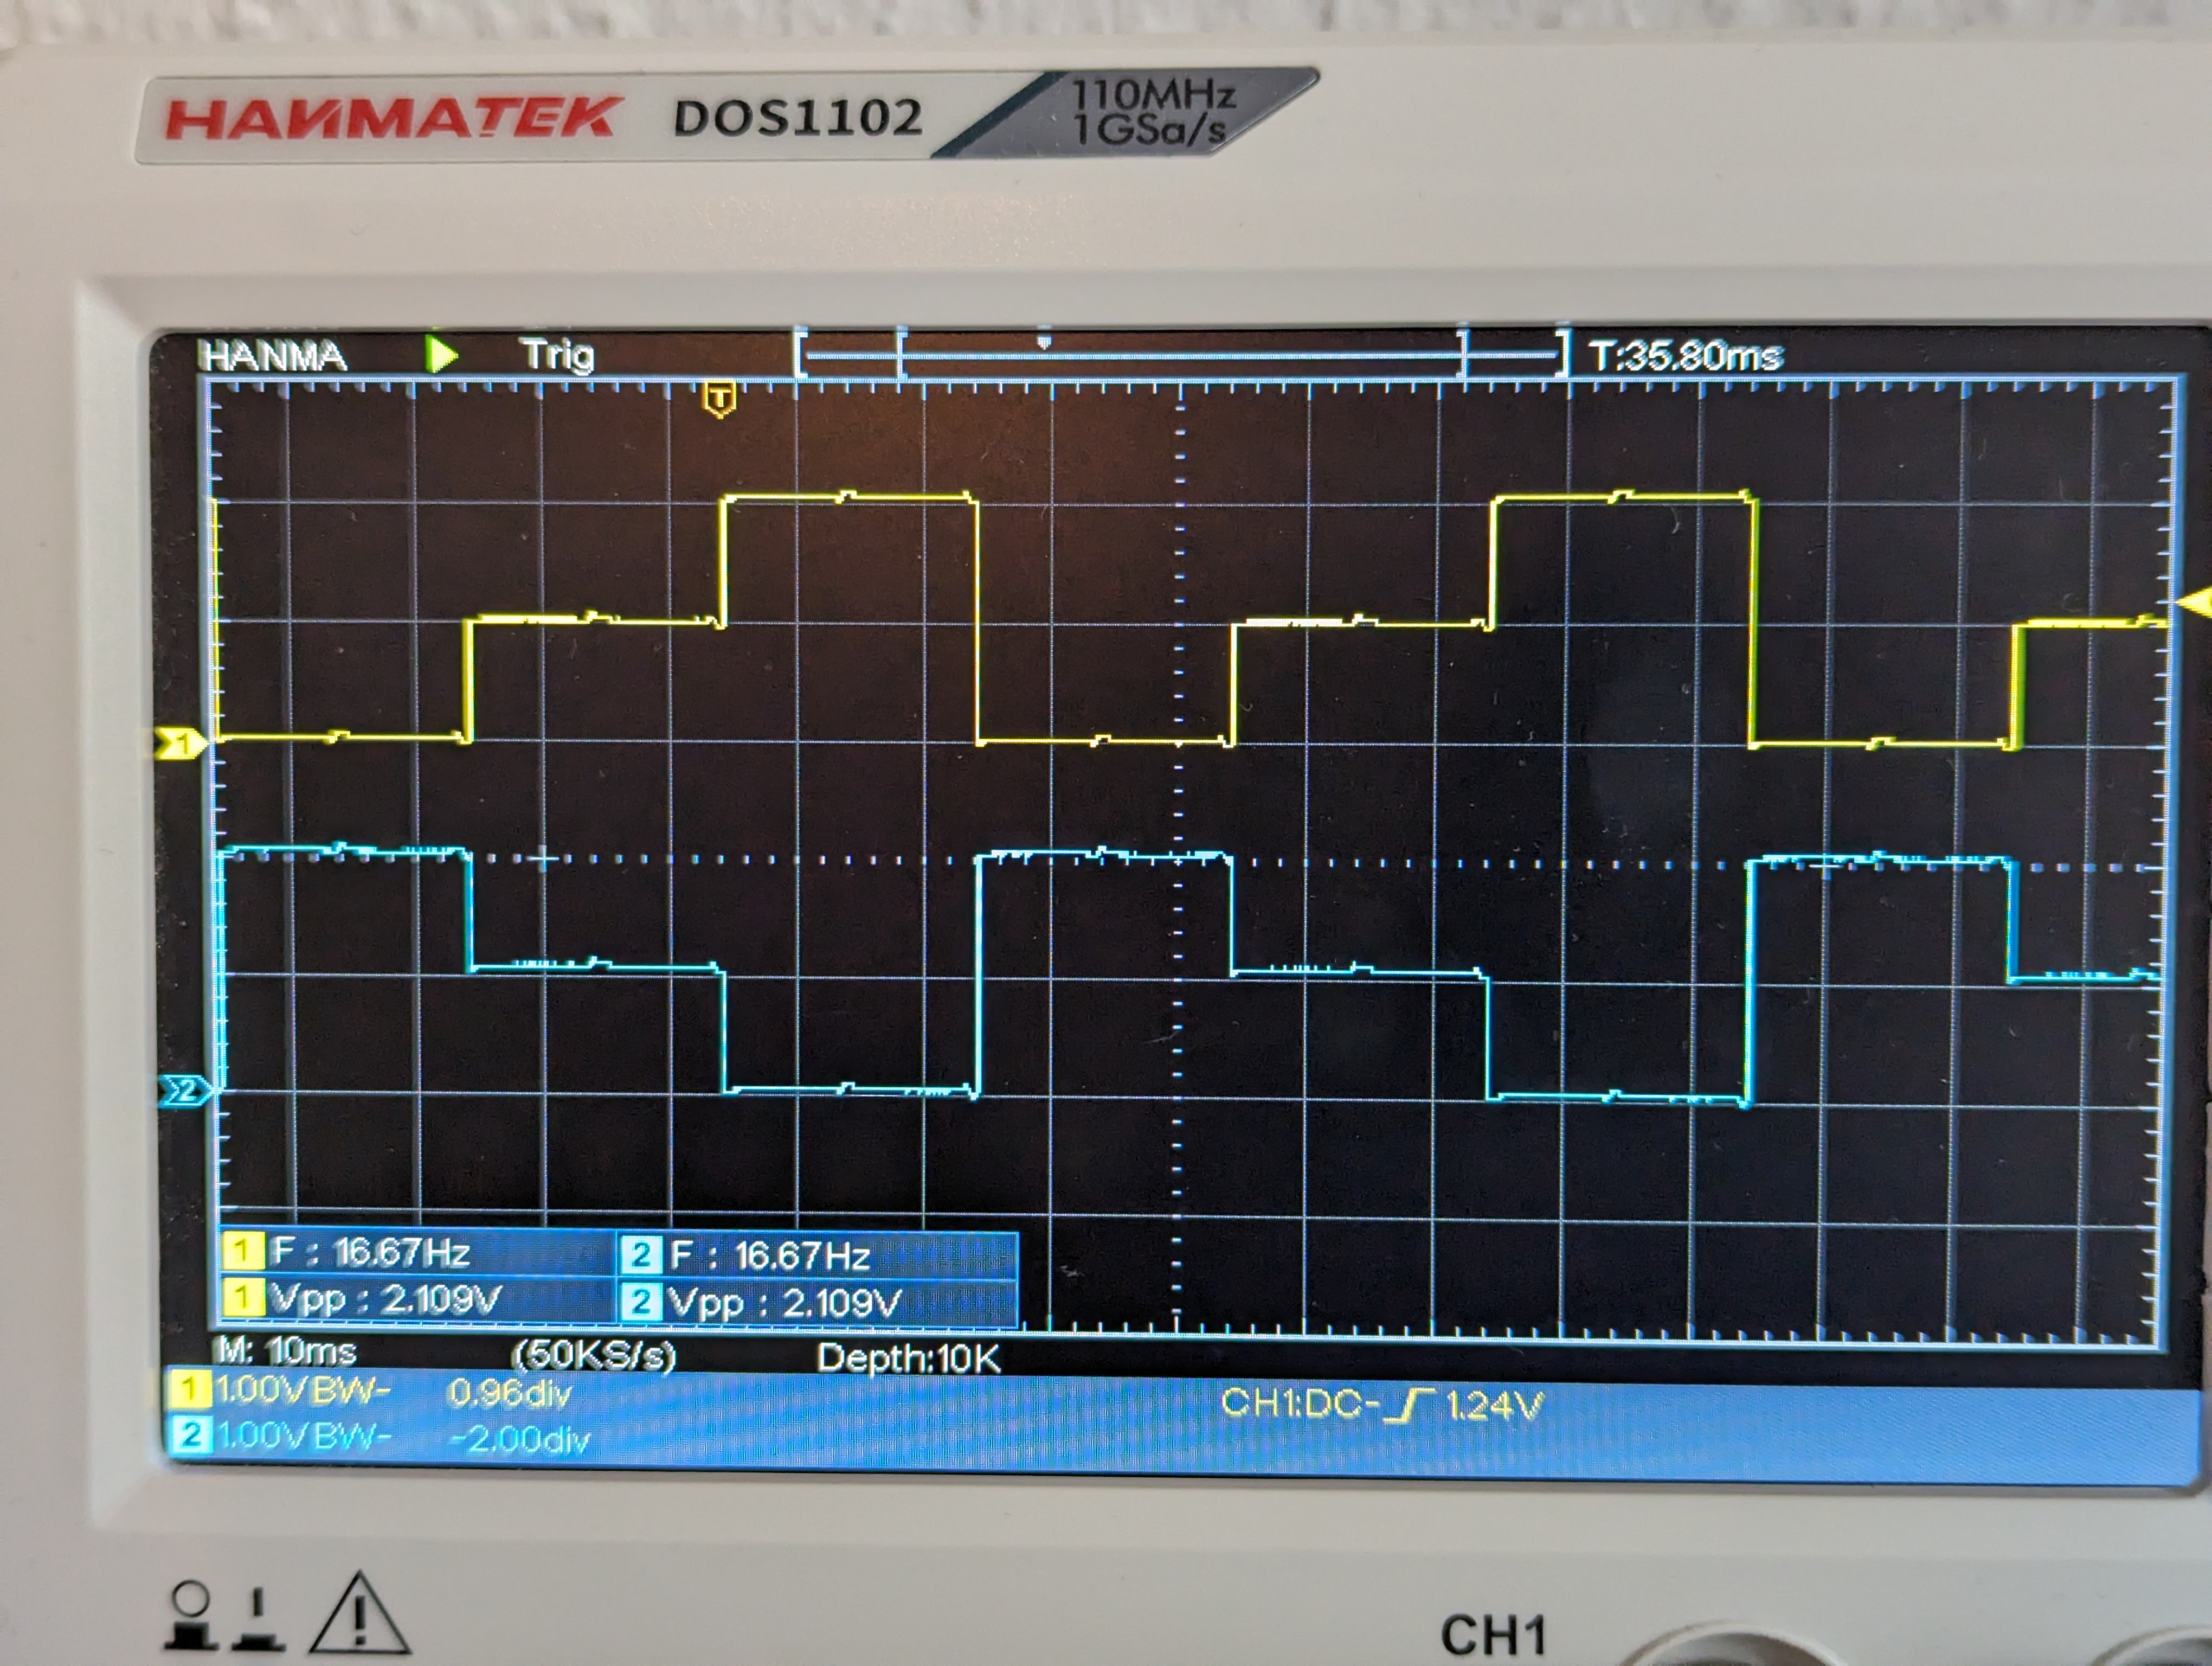 HANMATEK DOS1102 110MHz
1GSa/s
HANMA Trig T:35.80ms
T
1
2
1 F : 16.67Hz 2 F : 16.67Hz
1 Vpp : 2.109V 2 Vpp : 2.109V
M: 10ms (50KS/s) Depth:10K
1 1.00V BW- 0.96div CH1:DC- 1.24V
2 1.00V BW- -2.00div
CH1